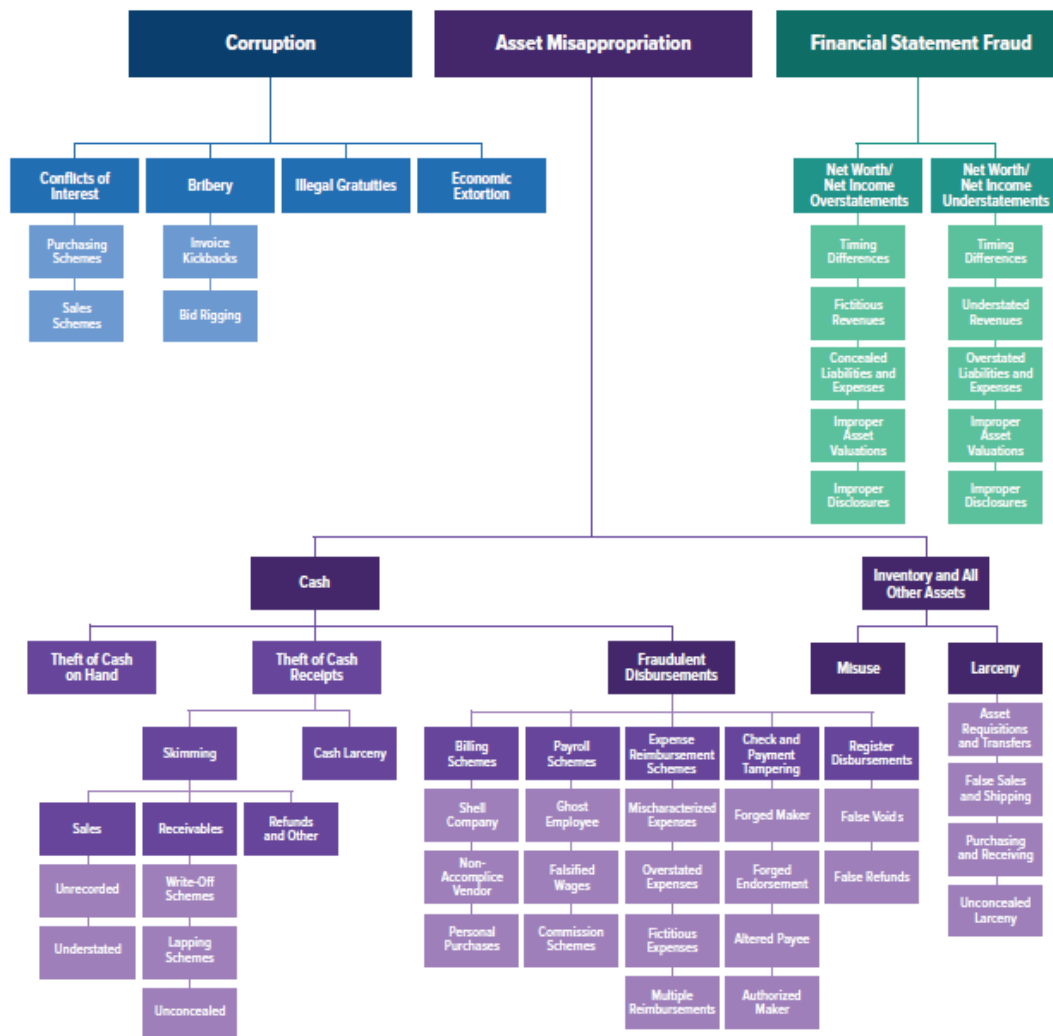 Corruption
Asset Misappropriation
Financial Statement Fraud
Conflicts of
Interest
Bribery
Illegal Gratuities
Economic
Extortion
Net Worth/
Net Income
Overstatements
Net Worth/
Net Income
Understatements
Purchasing
Schemes
Sales
Schemes
Invoice
Kickbacks
Bid Rigging
Timing
Differences
Fictitious
Revenues
Concealed
Liabilities and
Expenses
Improper
Asset
Valuations
Improper
Disclosures
Timing
Differences
Understated
Revenues
Overstated
Liabilities and
Expenses
Improper
Asset
Valuations
Improper
Disclosures
Cash
Inventory and All
Other Assets
Theft of Cash
on Hand
Theft of Cash
Receipts
Fraudulent
Disbursements
Misuse
Larceny
Skimming
Cash Larceny
Sales
Receivables
Refunds
and Other
Unrecorded
Understated
Write-Off
Schemes
Lapping
Schemes
Unconcealed
Billing
Schemes
Shell
Company
Non-
Accomplice
Vendor
Personal
Purchases
Payroll
Schemes
Ghost
Employee
Falsified
Wages
Commission
Schemes
Expense
Reimbursement
Schemes
Mischaracterized
Expenses
Overstated
Expenses
Fictitious
Expenses
Multiple
Reimbursements
Check and
Payment
Tampering
Forged Maker
Forged
Endorsement
Altered Payee
Authorized
Maker
Register
Disbursements
False Voids
False Refunds
Asset
Requisitions
and Transfers
False Sales
and Shipping
Purchasing
and Receiving
Unconcealed
Larceny